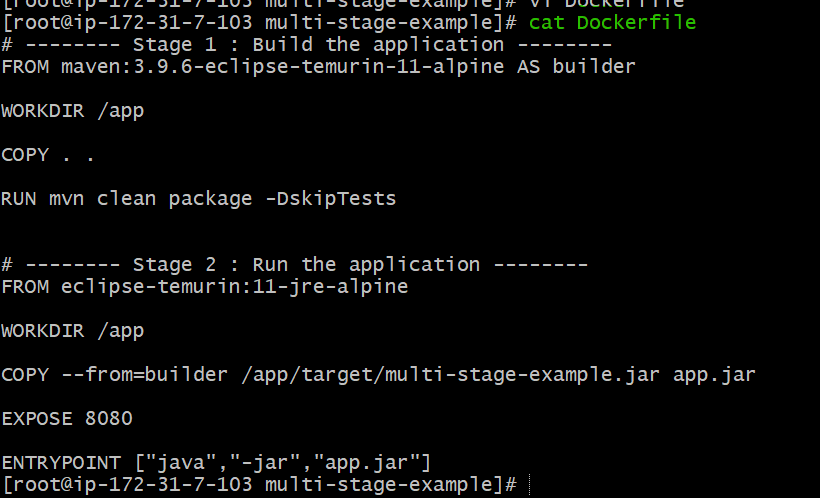 [root@ip-172-31-7-103 multi-stage-example]# vi Dockerfile
[root@ip-172-31-7-103 multi-stage-example]# cat Dockerfile
# -------- Stage 1 : Build the application --------
FROM maven:3.9.6-eclipse-temurin-11-alpine AS builder
WORKDIR /app
COPY . .
RUN mvn clean package -DskipTests
# -------- Stage 2 : Run the application --------
FROM eclipse-temurin:11-jre-alpine
WORKDIR /app
COPY --from=builder /app/target/multi-stage-example.jar app.jar
EXPOSE 8080
ENTRYPOINT ["java","-jar","app.jar"]
[root@ip-172-31-7-103 multi-stage-example]#